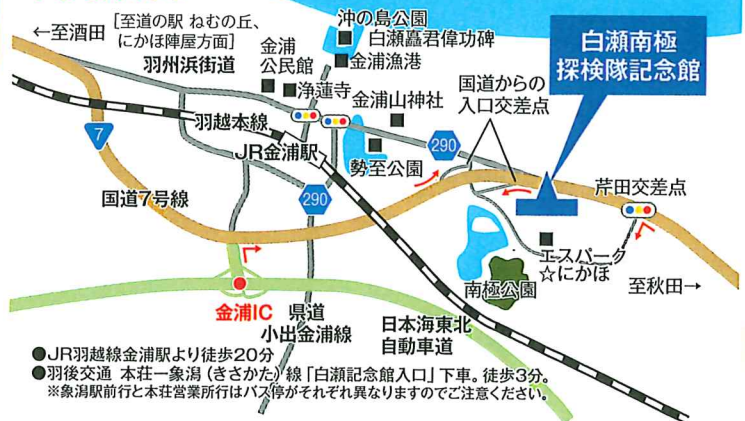 ←至酒田
[至道の駅 ねむの丘、
にかほ陣屋方面]
羽州浜街道
沖の島公園
白瀬矗君偉功碑
金浦漁港
金浦
公民館
浄蓮寺
金浦山神社
国道からの
入口交差点
白瀬南極
探検隊記念館
7
羽越本線
JR金浦駅
290
勢至公園
290
国道7号線
芹田交差点
エスパーク
☆にかほ
南極公園
至秋田→
金浦IC
県道
小出金浦線
日本海東北
自動車道
●JR羽越線金浦駅より徒歩20分
●羽後交通 本荘ー象潟(きさかた)線「白瀬記念館入口」下車。徒歩3分。
※象潟駅前行と本荘営業所行はバス停がそれぞれ異なりますのでご注意ください。